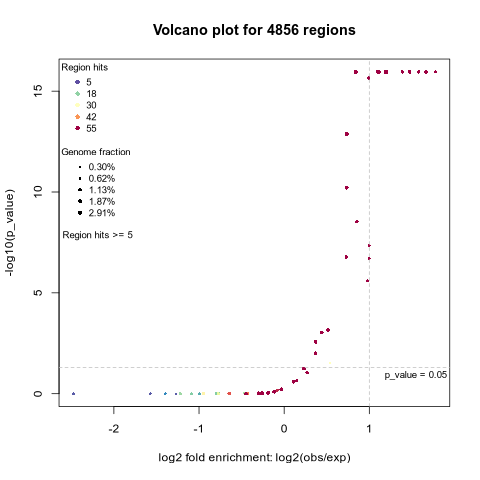 Volcano plot for 4856 regions
Region hits
5
18
30
42
55
Genome fraction
0.30%
0.62%
1.13%
1.87%
2.91%
Region hits >= 5
p_value = 0.05
-log10(p_value)
0
5
10
15
-2
-1
0
1
log2 fold enrichment: log2(obs/exp)